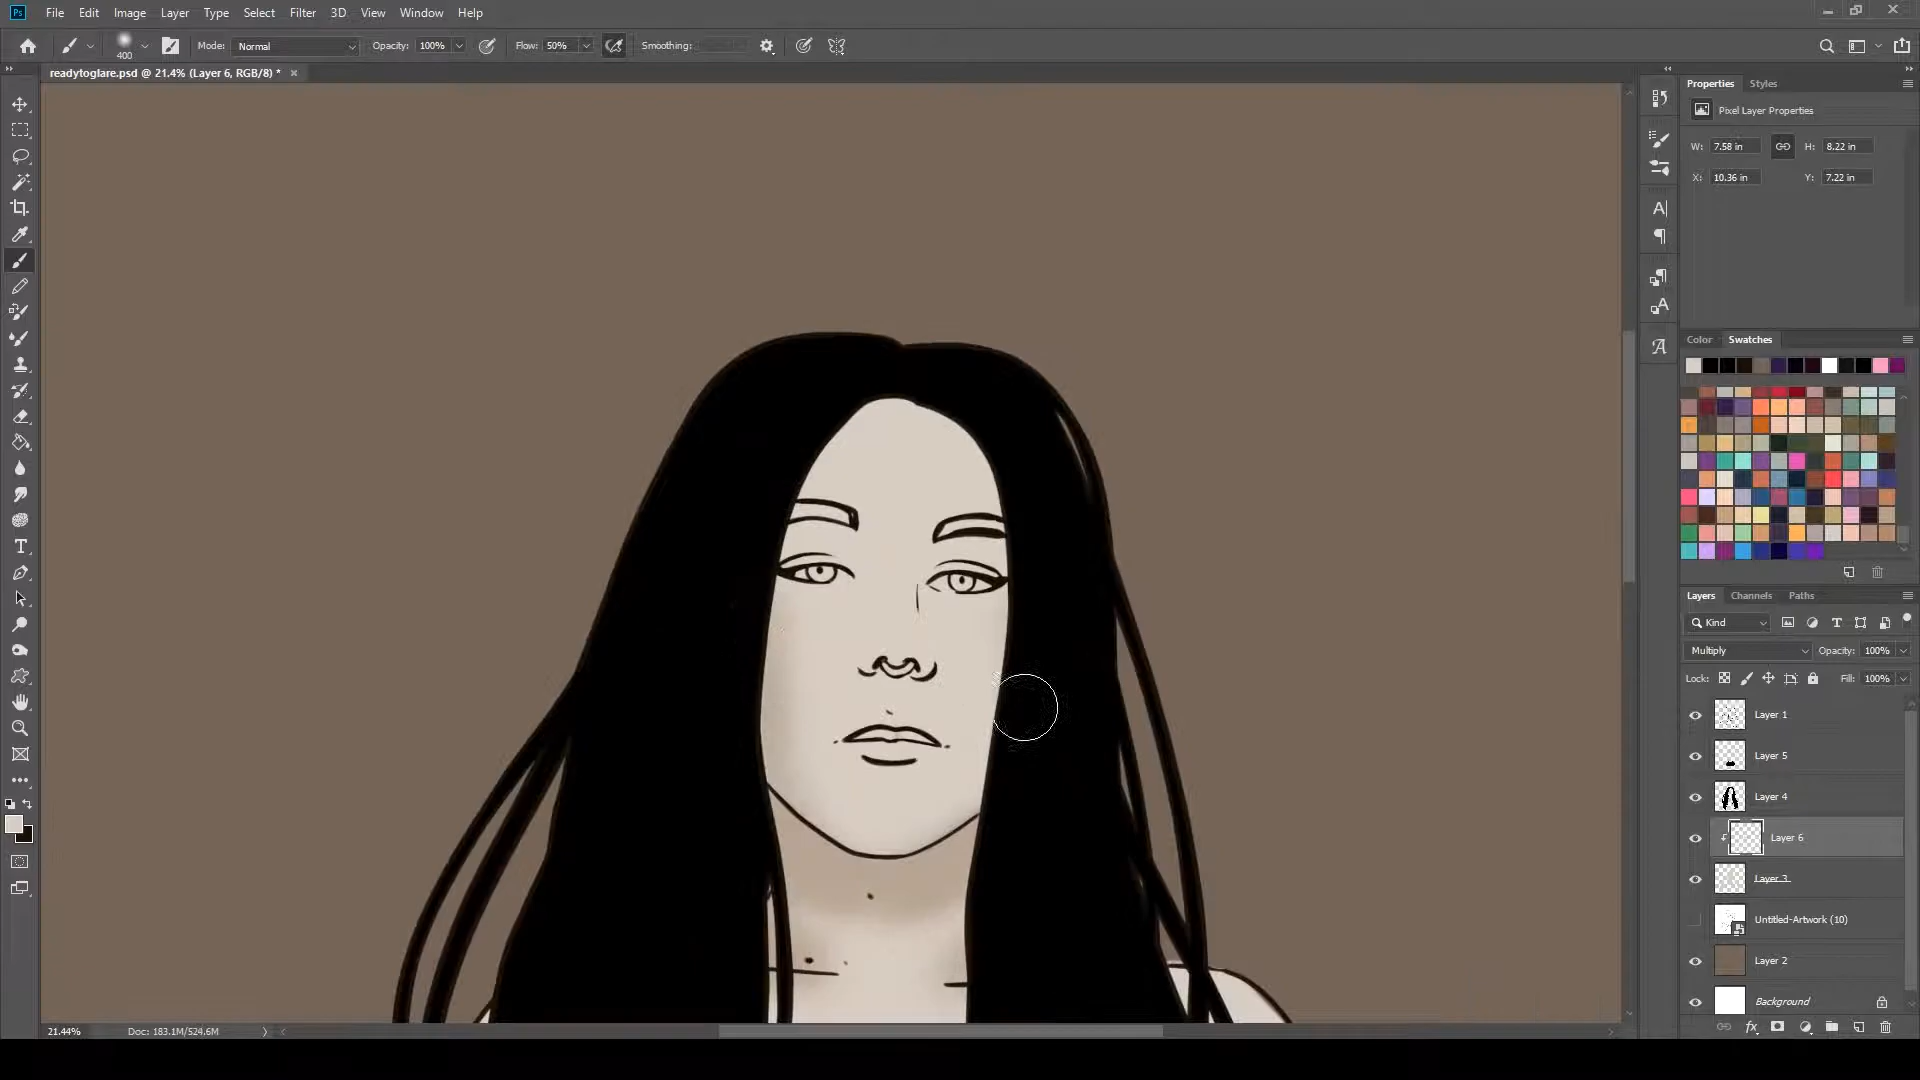 Ps File Edit Image Layer Type Select Filter 3D View Window Help
400 Mode: Normal Opacity: 100% Flow: 50% Smoothing:
readytoglare.psd @ 21.4% (Layer 6, RGB/8) *
Properties Styles
Pixel Layer Properties
W: 7.58 in H: 8.22 in
X: 10.36 in Y: 7.22 in
Color Swatches
Layers Channels Paths
Kind
Multiply Opacity: 100%
Lock: Fill: 100%
Layer 1
Layer 5
Layer 4
Layer 6
Layer 3
Untitled-Artwork (10)
Layer 2
Background
21.44% Doc: 183.1M/524.6M